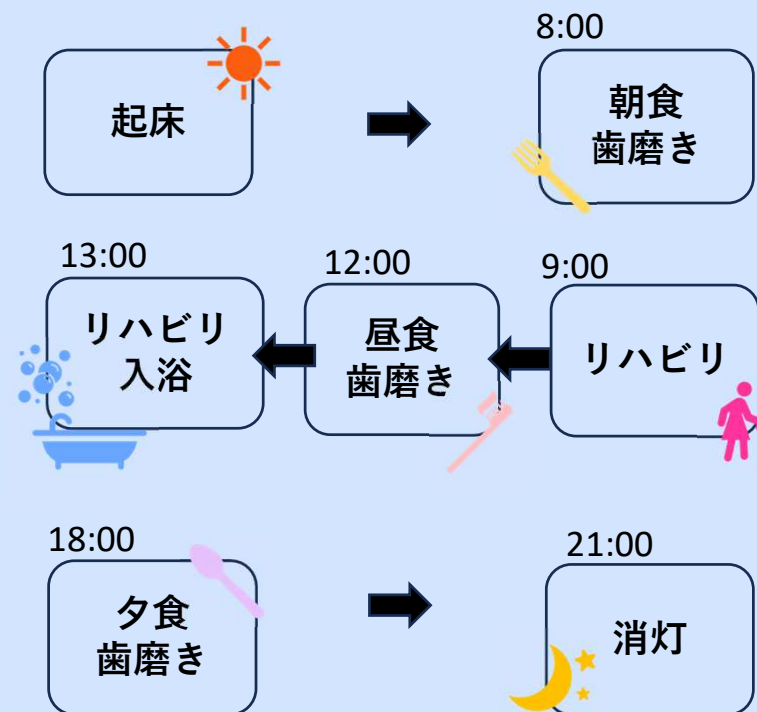 起床
8:00
朝食
歯磨き
9:00
リハビリ
12:00
昼食
歯磨き
13:00
リハビリ
入浴
18:00
夕食
歯磨き
21:00
消灯